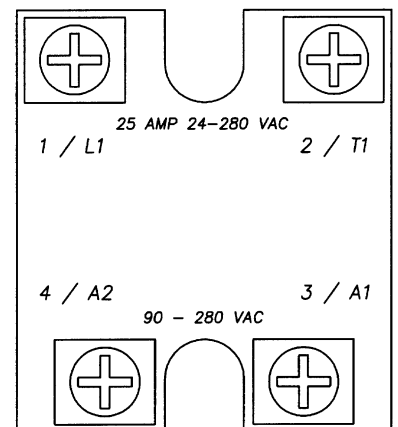 25 AMP 24-280 VAC
1 / L1 2 / T1
4 / A2 3 / A1
90 - 280 VAC